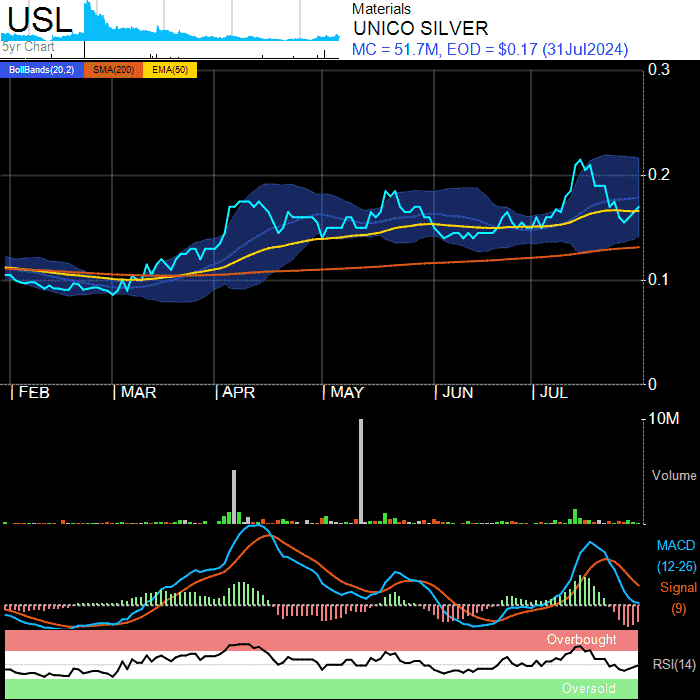 USL
5yr Chart
Materials
UNICO SILVER
MC = 51.7M, EOD = $0.17 (31Jul2024)
BollBands(20,2) SMA(200) EMA(50)
0.3
0.2
0.1
0
FEB MAR APR MAY JUN JUL
10M
Volume
MACD
(12-26)
Signal
(9)
Overbought
RSI(14)
Oversold